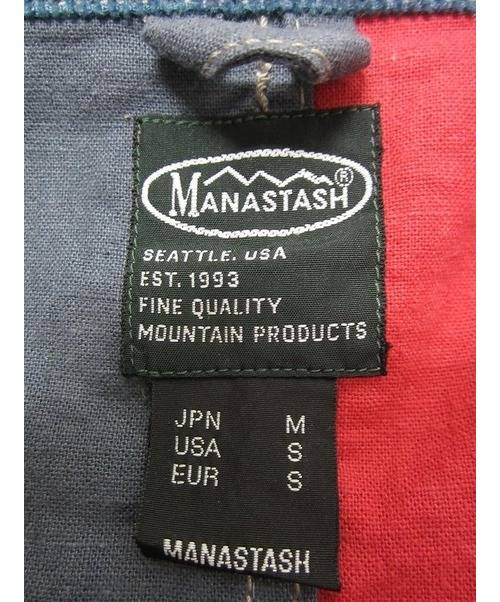 MANASTASH®
SEATTLE. USA
EST. 1993
FINE QUALITY
MOUNTAIN PRODUCTS
JPN M
USA S
EUR S
MANASTASH